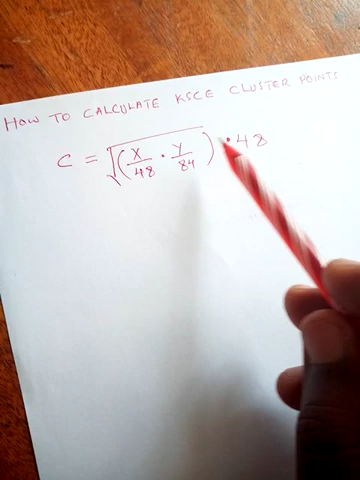 HOW TO CALCULATE KSCE CLUSTER POINTS
C = √(X/48 · Y/84) · 48